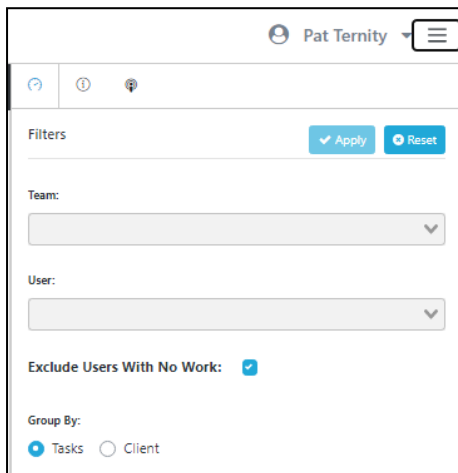 Pat Ternity
Filters
Apply
Reset
Team:
User:
Exclude Users With No Work:
Group By:
Tasks
Client